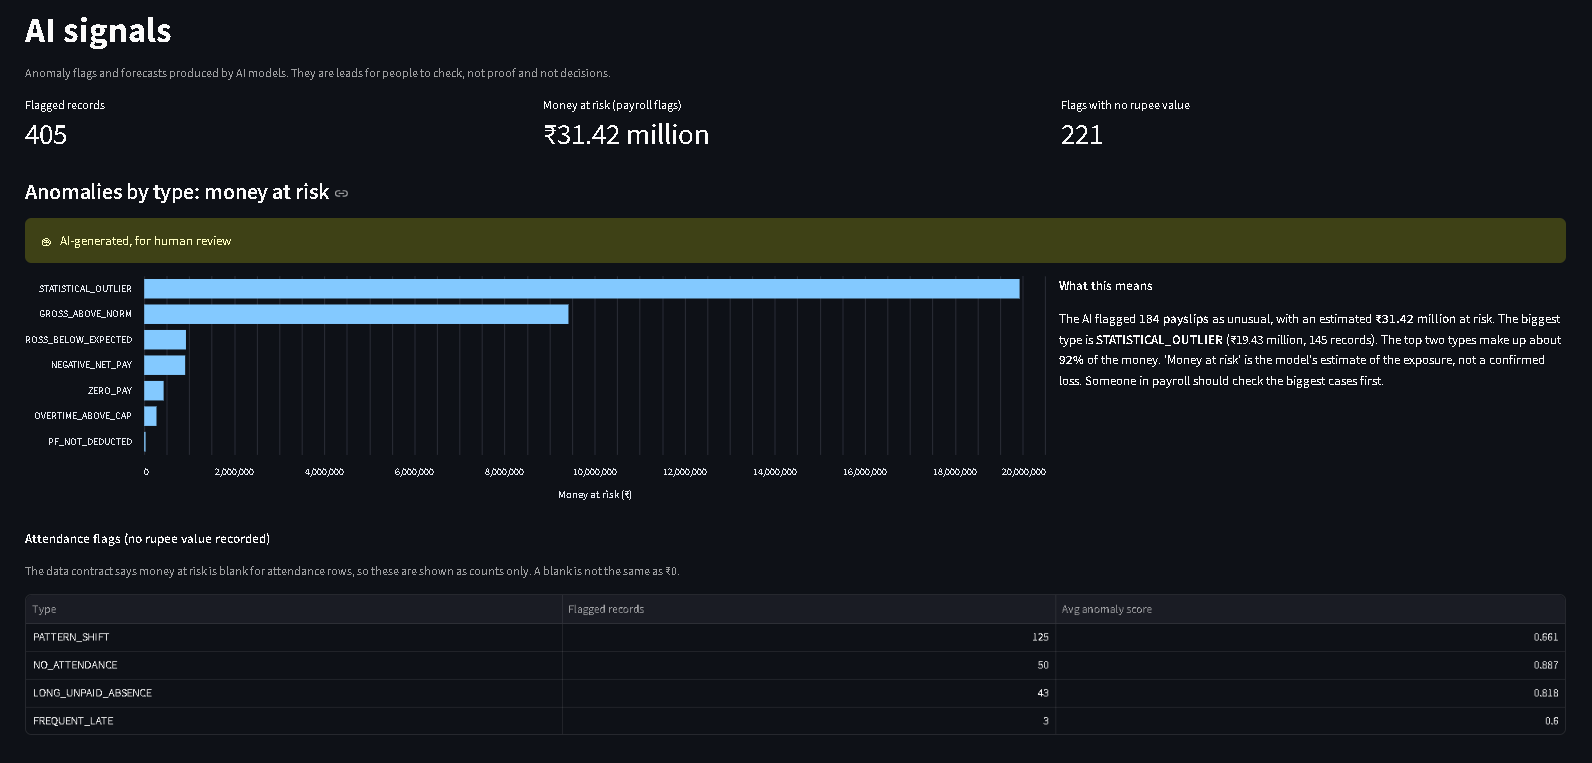 AI signals
Anomaly flags and forecasts produced by AI models. They are leads for people to check, not proof and not decisions.
Flagged records
405
Money at risk (payroll flags)
₹31.42 million
Flags with no rupee value
221
Anomalies by type: money at risk
AI-generated, for human review
STATISTICAL_OUTLIER
GROSS_ABOVE_NORM
ROSS_BELOW_EXPECTED
NEGATIVE_NET_PAY
ZERO_PAY
OVERTIME_ABOVE_CAP
PF_NOT_DEDUCTED
0 2,000,000 4,000,000 6,000,000 8,000,000 10,000,000 12,000,000 14,000,000 16,000,000 18,000,000 20,000,000
Money at risk (₹)
What this means
The AI flagged 184 payslips as unusual, with an estimated ₹31.42 million at risk. The biggest
type is STATISTICAL_OUTLIER (₹19.43 million, 145 records). The top two types make up about
92% of the money. 'Money at risk' is the model's estimate of the exposure, not a confirmed
loss. Someone in payroll should check the biggest cases first.
Attendance flags (no rupee value recorded)
The data contract says money at risk is blank for attendance rows, so these are shown as counts only. A blank is not the same as ₹0.
Type Flagged records Avg anomaly score
PATTERN_SHIFT 125 0.661
NO_ATTENDANCE 50 0.887
LONG_UNPAID_ABSENCE 43 0.818
FREQUENT_LATE 3 0.6